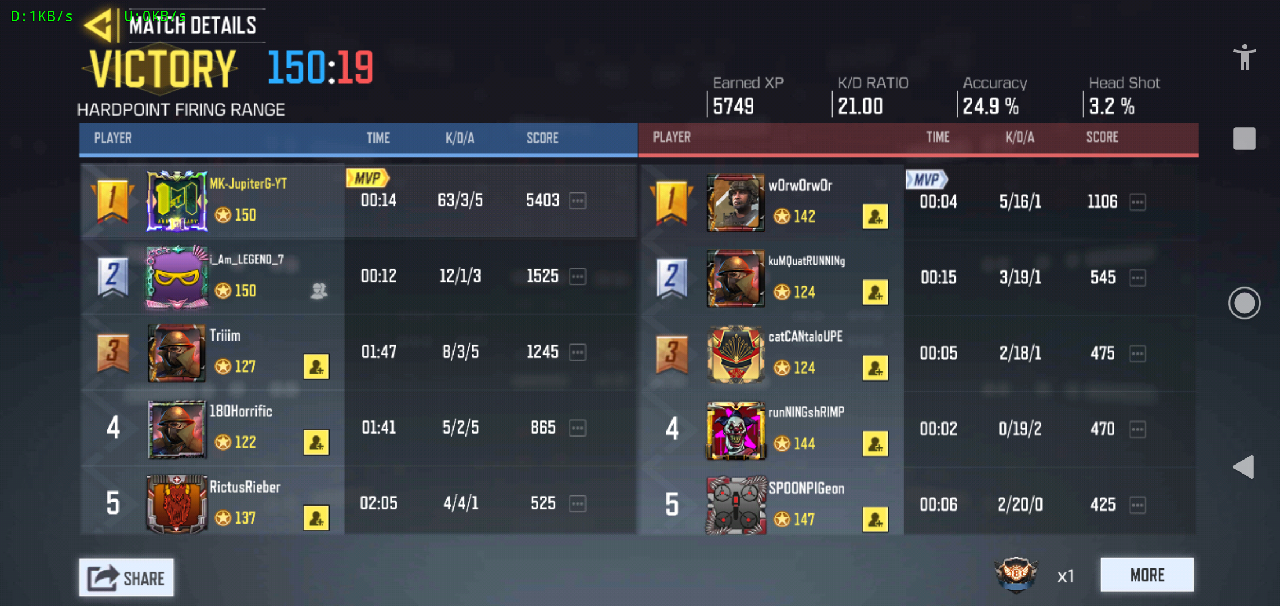 D:1KB/s U:0KB/s
MATCH DETAILS
VICTORY 150:19
HARDPOINT FIRING RANGE
Earned XP K/D RATIO Accuracy Head Shot
5749 21.00 24.9 % 3.2 %
PLAYER TIME K/D/A SCORE
1 MK-JupiterG-YT 150 MVP 00:14 63/3/5 5403
2 i_Am_LEGEND_7 150 00:12 12/1/3 1525
3 Triiim 127 01:47 8/3/5 1245
4 180Horrific 122 01:41 5/2/5 865
5 RictusRieber 137 02:05 4/4/1 525
PLAYER TIME K/D/A SCORE
1 wOrwOrwOr 142 MVP 00:04 5/16/1 1106
2 kuMQuatRUNNINg 124 00:15 3/19/1 545
3 catCANtaloUPE 124 00:05 2/18/1 475
4 runNINGshRIMP 144 00:02 0/19/2 470
5 SPOONPIGeon 147 00:06 2/20/0 425
SHARE
x1
MORE